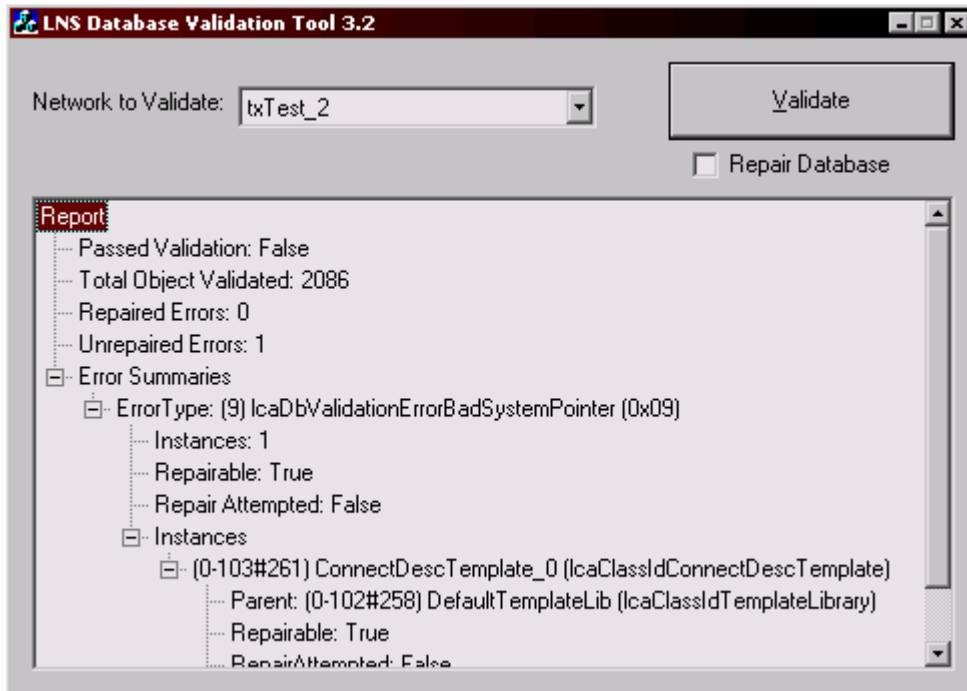 LNS Database Validation Tool 3.2
Network to Validate: txTest_2
Validate
Repair Database
Report
Passed Validation: False
Total Object Validated: 2086
Repaired Errors: 0
Unrepaired Errors: 1
Error Summaries
ErrorType: (9) lcaDbValidationErrorBadSystemPointer (0x09)
Instances: 1
Repairable: True
Repair Attempted: False
Instances
(0-103#261) ConnectDescTemplate_0 (lcaClassIdConnectDescTemplate)
Parent: (0-102#258) DefaultTemplateLib (lcaClassIdTemplateLibrary)
Repairable: True
RepairAttempted: False